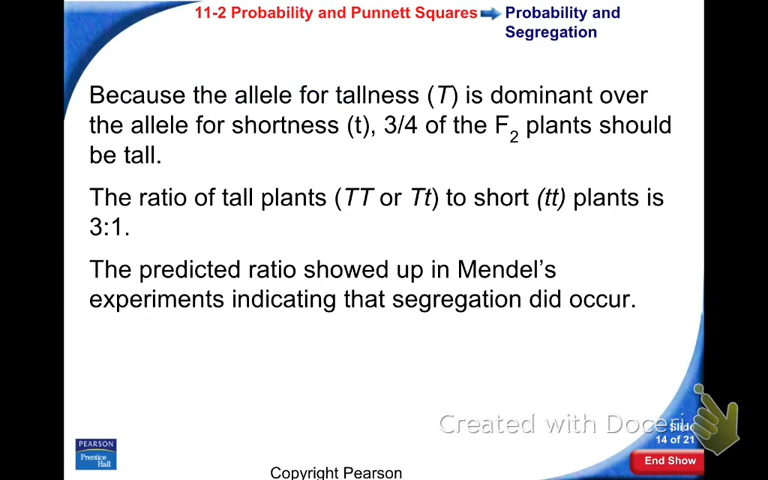 11-2 Probability and Punnett Squares Probability and
Segregation
Because the allele for tallness (T) is dominant over
the allele for shortness (t), 3/4 of the F2 plants should
be tall.
The ratio of tall plants (TT or Tt) to short (tt) plants is
3:1.
The predicted ratio showed up in Mendel's
experiments indicating that segregation did occur.
Created with Doceri
Slide
14 of 21
End Show
PEARSON
Prentice
Hall
Copyright Pearson